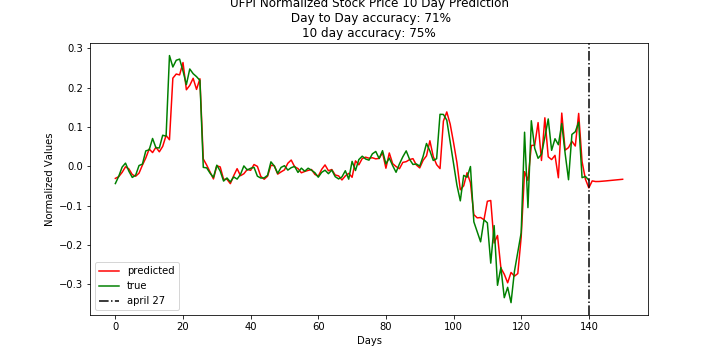 UFPI Normalized Stock Price 10 Day Prediction
Day to Day accuracy: 71%
10 day accuracy: 75%
Normalized Values
0.3
0.2
0.1
0.0
−0.1
−0.2
−0.3
predicted
true
april 27
0
20
40
60
80
100
120
140
Days